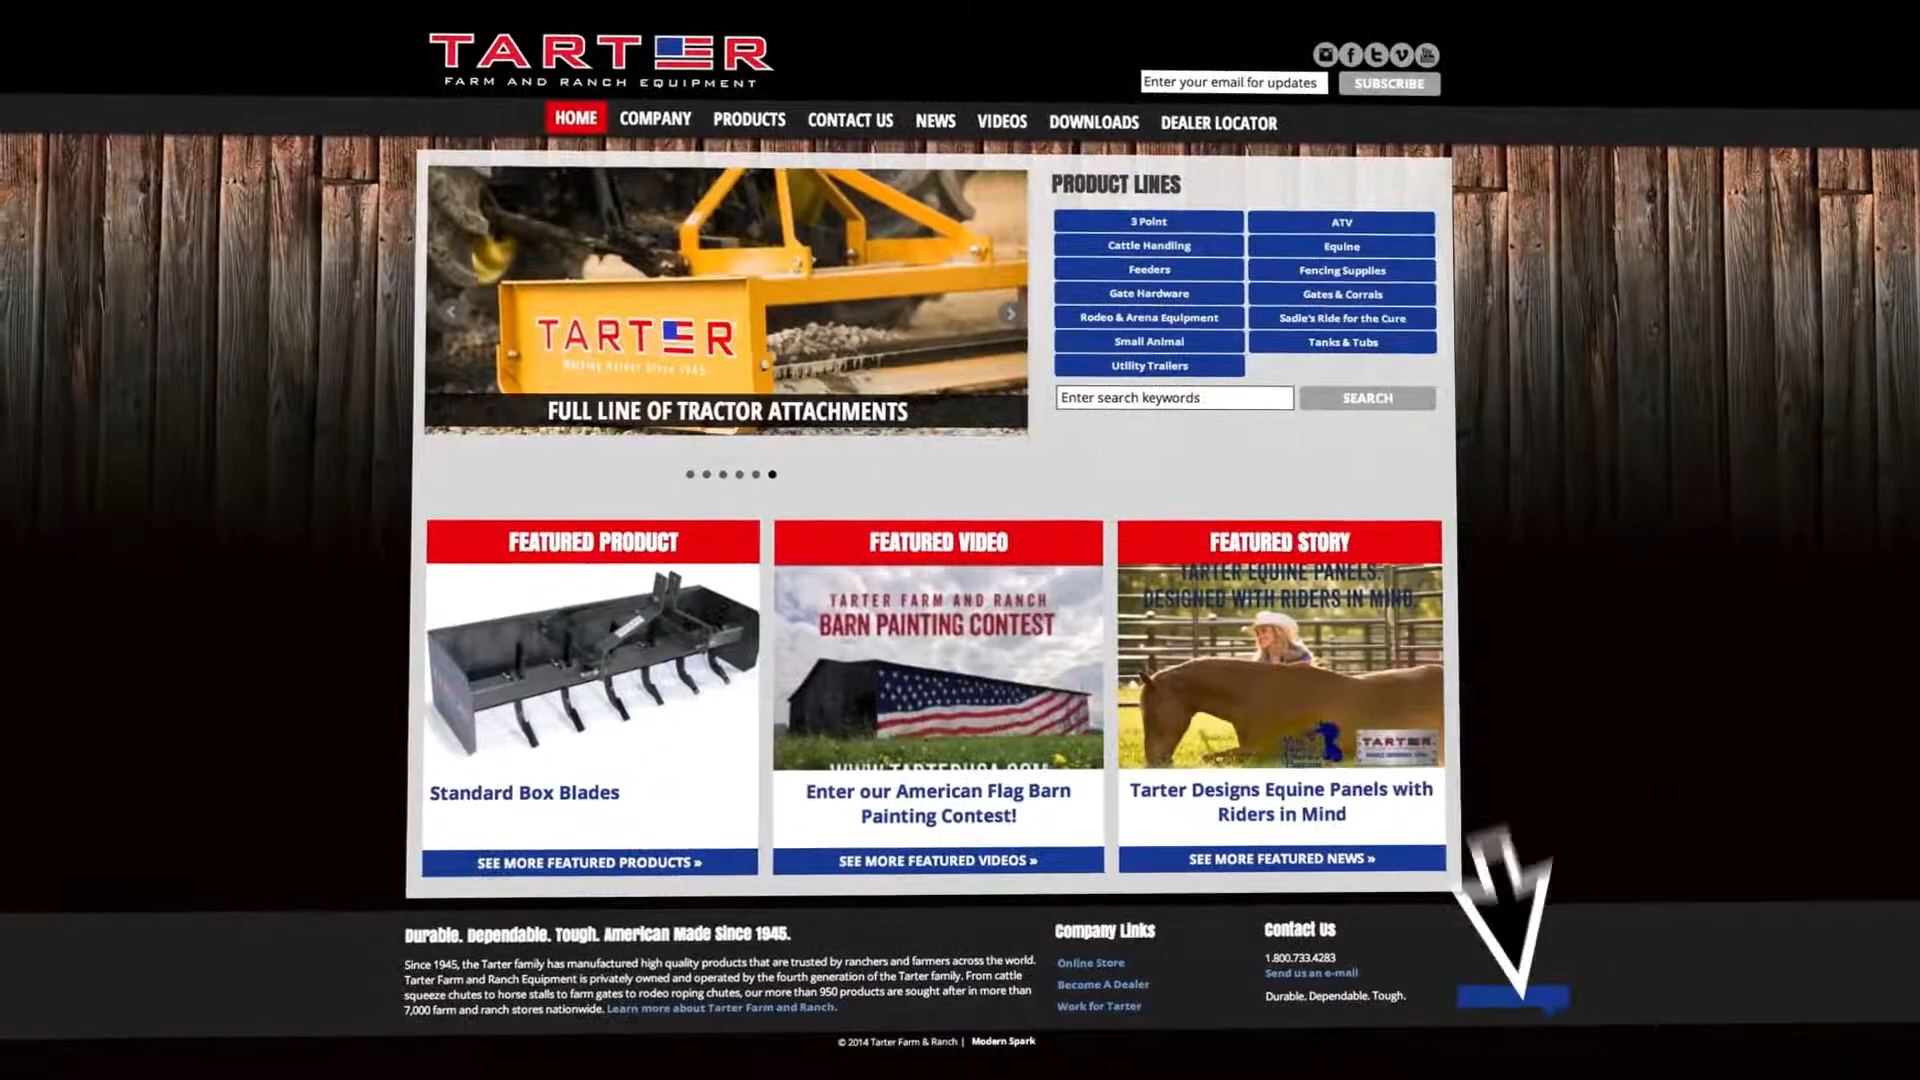 TARTER
FARM AND RANCH EQUIPMENT
Enter your email for updates
SUBSCRIBE
HOME COMPANY PRODUCTS CONTACT US NEWS VIDEOS DOWNLOADS DEALER LOCATOR
TARTER
Working Harder Since 1945
FULL LINE OF TRACTOR ATTACHMENTS
PRODUCT LINES
3 Point
ATV
Cattle Handling
Equine
Feeders
Fencing Supplies
Gate Hardware
Gates & Corrals
Rodeo & Arena Equipment
Sadie's Ride for the Cure
Small Animal
Tanks & Tubs
Utility Trailers
Enter search keywords
SEARCH
FEATURED PRODUCT
Standard Box Blades
SEE MORE FEATURED PRODUCTS »
FEATURED VIDEO
TARTER FARM AND RANCH
BARN PAINTING CONTEST
WWW.TARTERUSA.COM
Enter our American Flag Barn
Painting Contest!
SEE MORE FEATURED VIDEOS »
FEATURED STORY
TARTER EQUINE PANELS.
DESIGNED WITH RIDERS IN MIND.
TARTER
Tarter Designs Equine Panels with
Riders in Mind
SEE MORE FEATURED NEWS »
Durable. Dependable. Tough. American Made Since 1945.
Since 1945, the Tarter family has manufactured high quality products that are trusted by ranchers and farmers across the world.
Tarter Farm and Ranch Equipment is privately owned and operated by the fourth generation of the Tarter family. From cattle
squeeze chutes to horse stalls to farm gates to rodeo roping chutes, our more than 950 products are sought after in more than
7,000 farm and ranch stores nationwide. Learn more about Tarter Farm and Ranch.
Company Links
Online Store
Become A Dealer
Work for Tarter
Contact Us
1.800.733.4283
Send us an e-mail
Durable. Dependable. Tough.
© 2014 Tarter Farm & Ranch | Modern Spark